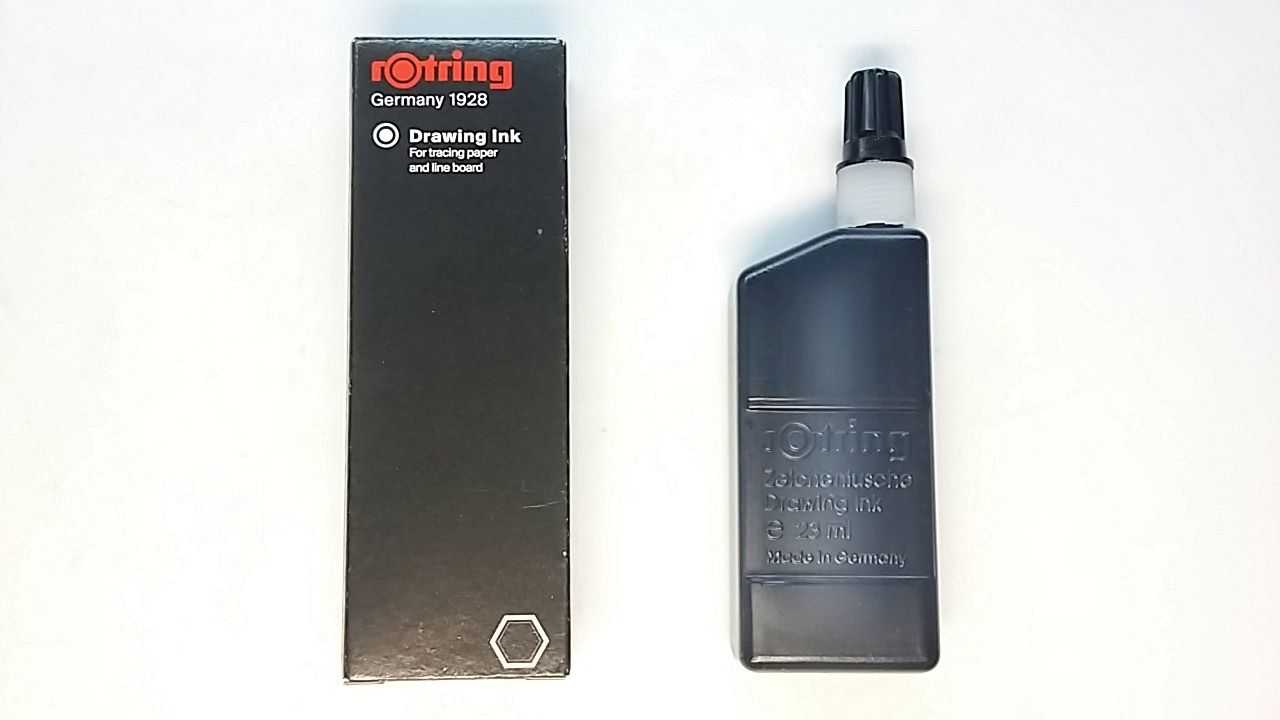 rotring
Germany 1928
Drawing Ink
For tracing paper
and line board
rotring
Zeichentusche
Drawing Ink
℮ 23 ml
Made in Germany